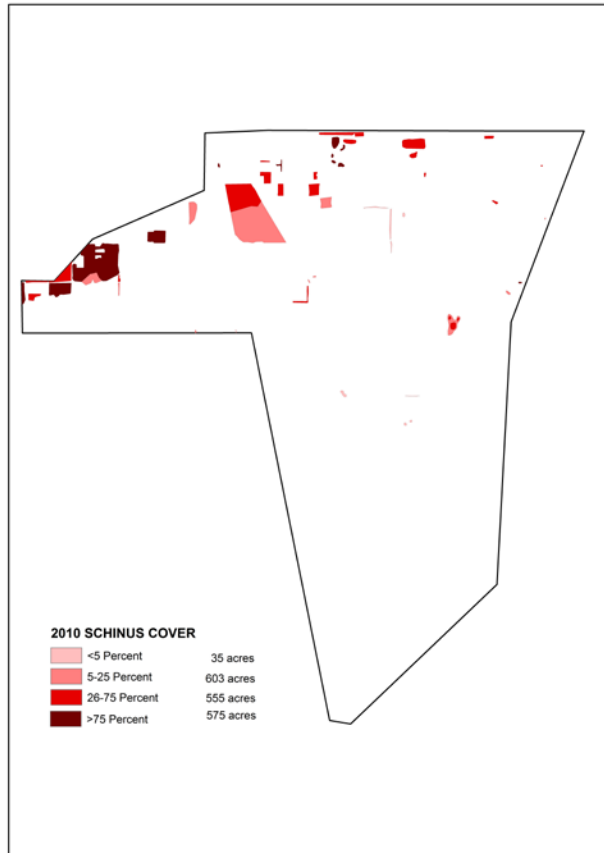 2010 SCHINUS COVER
<5 Percent 35 acres
5-25 Percent 603 acres
26-75 Percent 555 acres
>75 Percent 575 acres